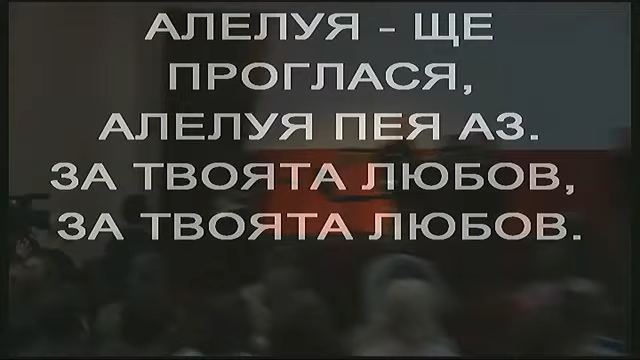 АЛЕЛУЯ - ЩЕ
ПРОГЛАСЯ,
АЛЕЛУЯ ПЕЯ АЗ.
ЗА ТВОЯТА ЛЮБОВ,
ЗА ТВОЯТА ЛЮБОВ.